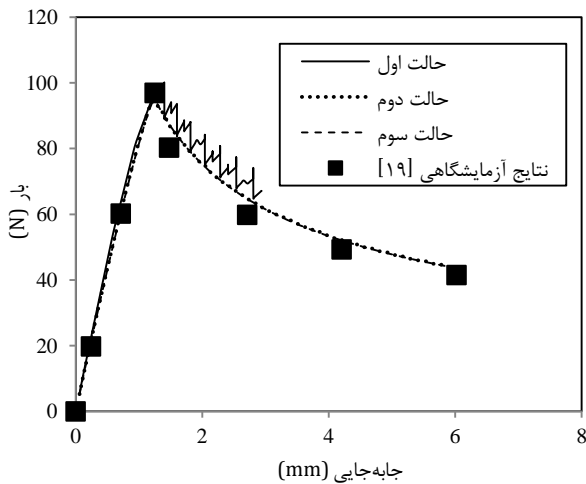 120
100
80
60
40
20
0
بار (N)
حالت اول
حالت دوم
حالت سوم
نتایج آزمایشگاهی [۱۹]
0 2 4 6 8
جابه‌جایی (mm)